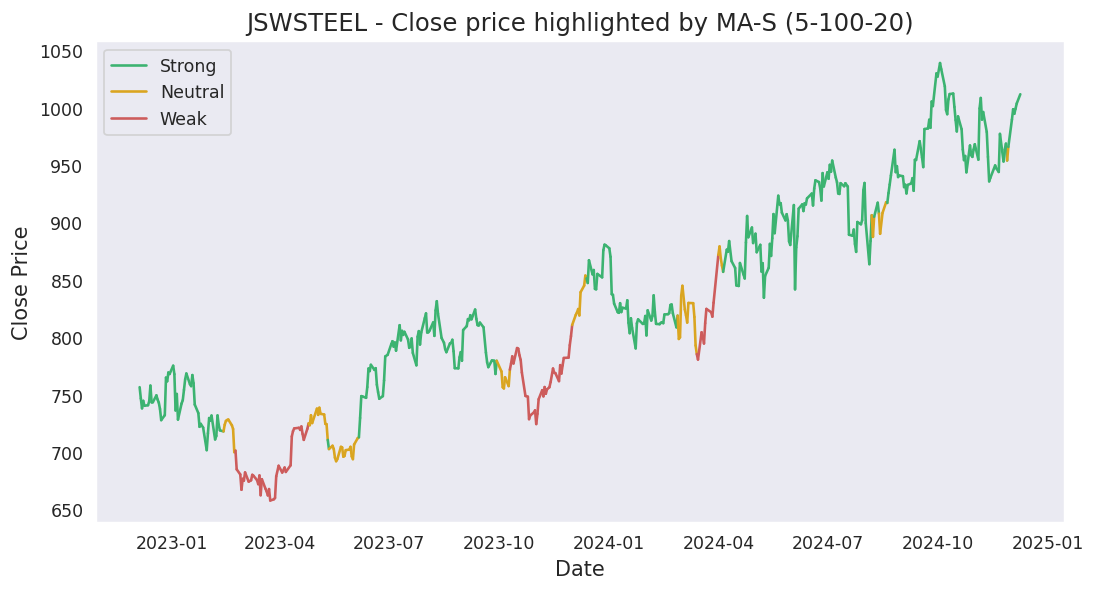 JSWSTEEL - Close price highlighted by MA-S (5-100-20)
Strong
Neutral
Weak
Close Price
1050
1000
950
900
850
800
750
700
650
2023-01 2023-04 2023-07 2023-10 2024-01 2024-04 2024-07 2024-10 2025-01
Date